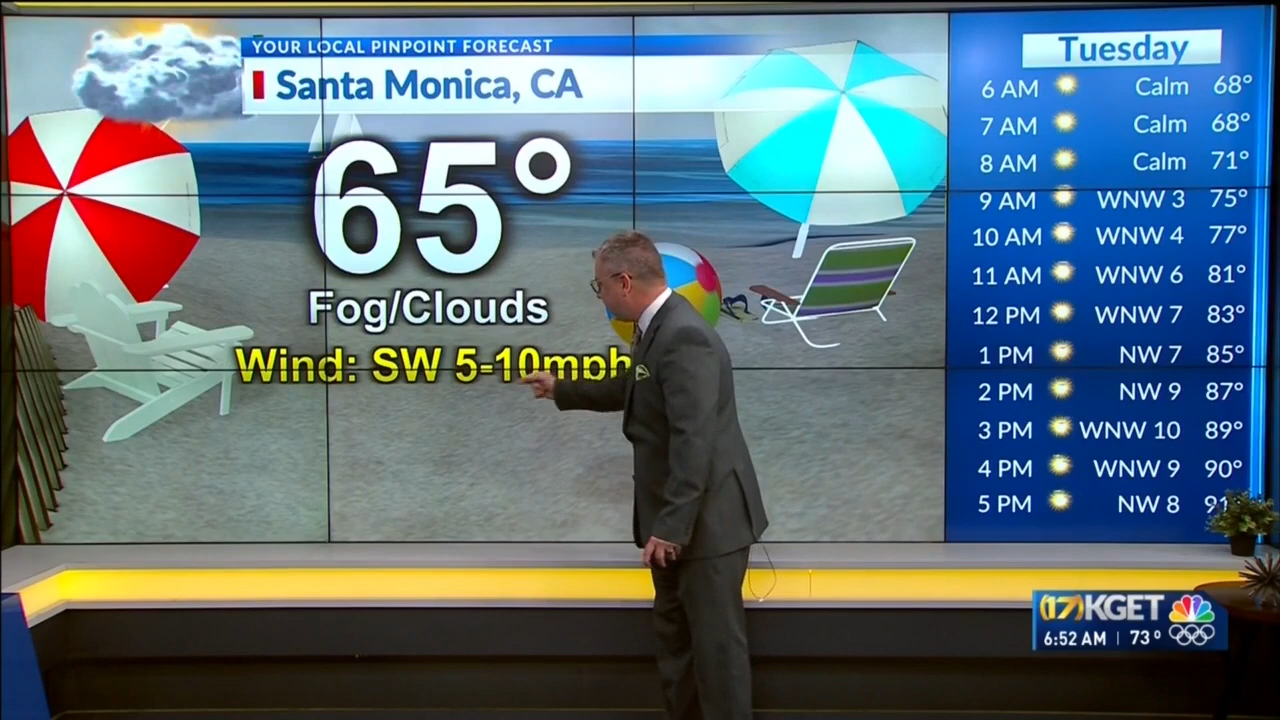 YOUR LOCAL PINPOINT FORECAST
Santa Monica, CA
65°
Fog/Clouds
Wind: SW 5-10mph
Tuesday
6 AM Calm 68°
7 AM Calm 68°
8 AM Calm 71°
9 AM WNW 3 75°
10 AM WNW 4 77°
11 AM WNW 6 81°
12 PM WNW 7 83°
1 PM NW 7 85°
2 PM NW 9 87°
3 PM WNW 10 89°
4 PM WNW 9 90°
5 PM NW 8 91°
17 KGET
6:52 AM | 73°